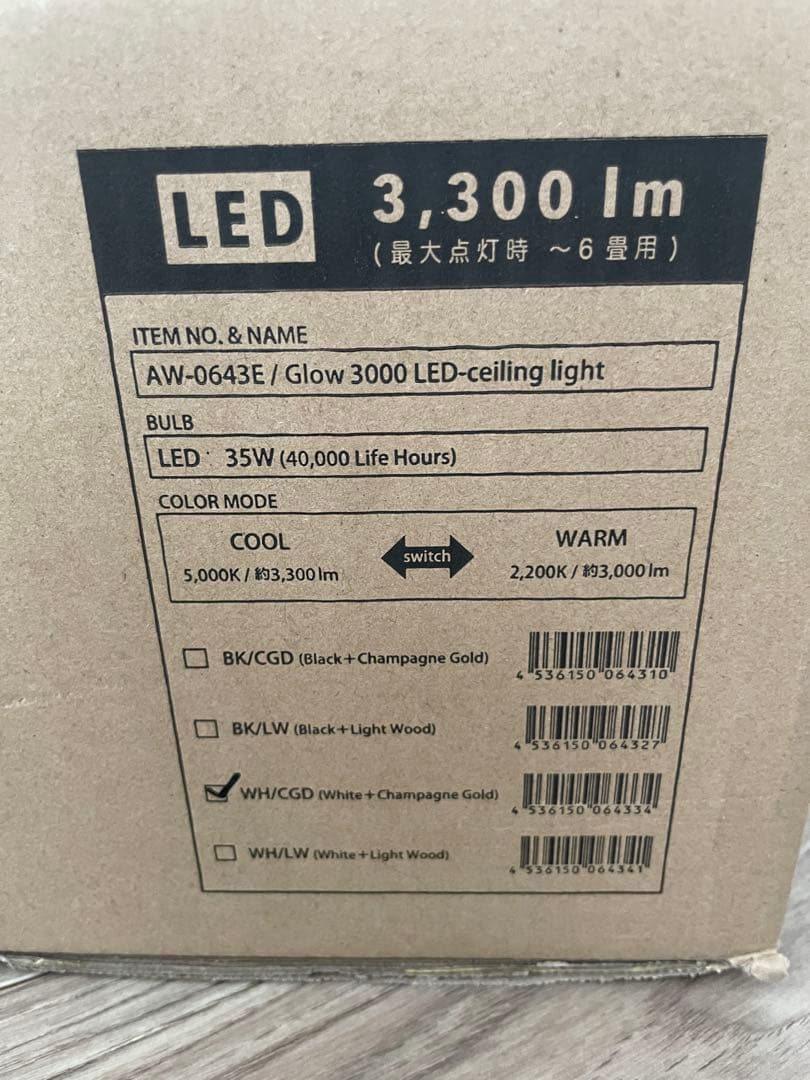 LED
3,300 lm
(最大点灯時 ～6畳用)
ITEM NO. & NAME
AW-0643E / Glow 3000 LED-ceiling light
BULB
LED : 35W (40,000 Life Hours)
COLOR MODE
COOL
5,000K / 約3,300 lm
switch
WARM
2,200K / 約3,000 lm
BK/CGD (Black+Champagne Gold)
4 536150 064310
BK/LW (Black+Light Wood)
4 536150 064327
WH/CGD (White+Champagne Gold)
4 536150 064334
WH/LW (White+Light Wood)
4 536150 064341